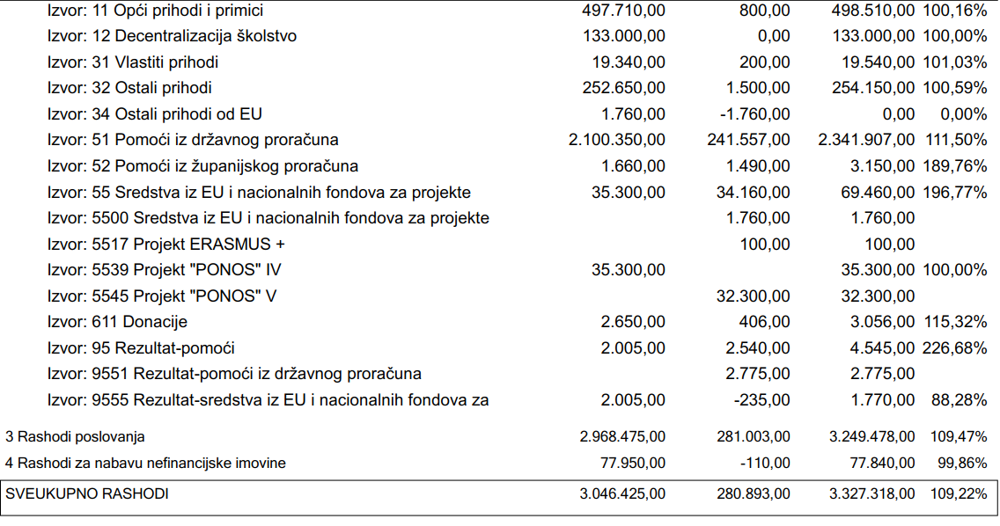 Izvor: 11 Opći prihodi i primici 497.710,00 800,00 498.510,00 100,16%
Izvor: 12 Decentralizacija školstvo 133.000,00 0,00 133.000,00 100,00%
Izvor: 31 Vlastiti prihodi 19.340,00 200,00 19.540,00 101,03%
Izvor: 32 Ostali prihodi 252.650,00 1.500,00 254.150,00 100,59%
Izvor: 34 Ostali prihodi od EU 1.760,00 -1.760,00 0,00 0,00%
Izvor: 51 Pomoći iz državnog proračuna 2.100.350,00 241.557,00 2.341.907,00 111,50%
Izvor: 52 Pomoći iz županijskog proračuna 1.660,00 1.490,00 3.150,00 189,76%
Izvor: 55 Sredstva iz EU i nacionalnih fondova za projekte 35.300,00 34.160,00 69.460,00 196,77%
Izvor: 5500 Sredstva iz EU i nacionalnih fondova za projekte 1.760,00 1.760,00
Izvor: 5517 Projekt ERASMUS + 100,00 100,00
Izvor: 5539 Projekt "PONOS" IV 35.300,00 35.300,00 100,00%
Izvor: 5545 Projekt "PONOS" V 32.300,00 32.300,00
Izvor: 611 Donacije 2.650,00 406,00 3.056,00 115,32%
Izvor: 95 Rezultat-pomoći 2.005,00 2.540,00 4.545,00 226,68%
Izvor: 9551 Rezultat-pomoći iz državnog proračuna 2.775,00 2.775,00
Izvor: 9555 Rezultat-sredstva iz EU i nacionalnih fondova za 2.005,00 -235,00 1.770,00 88,28%
3 Rashodi poslovanja 2.968.475,00 281.003,00 3.249.478,00 109,47%
4 Rashodi za nabavu nefinancijske imovine 77.950,00 -110,00 77.840,00 99,86%
SVEUKUPNO RASHODI 3.046.425,00 280.893,00 3.327.318,00 109,22%